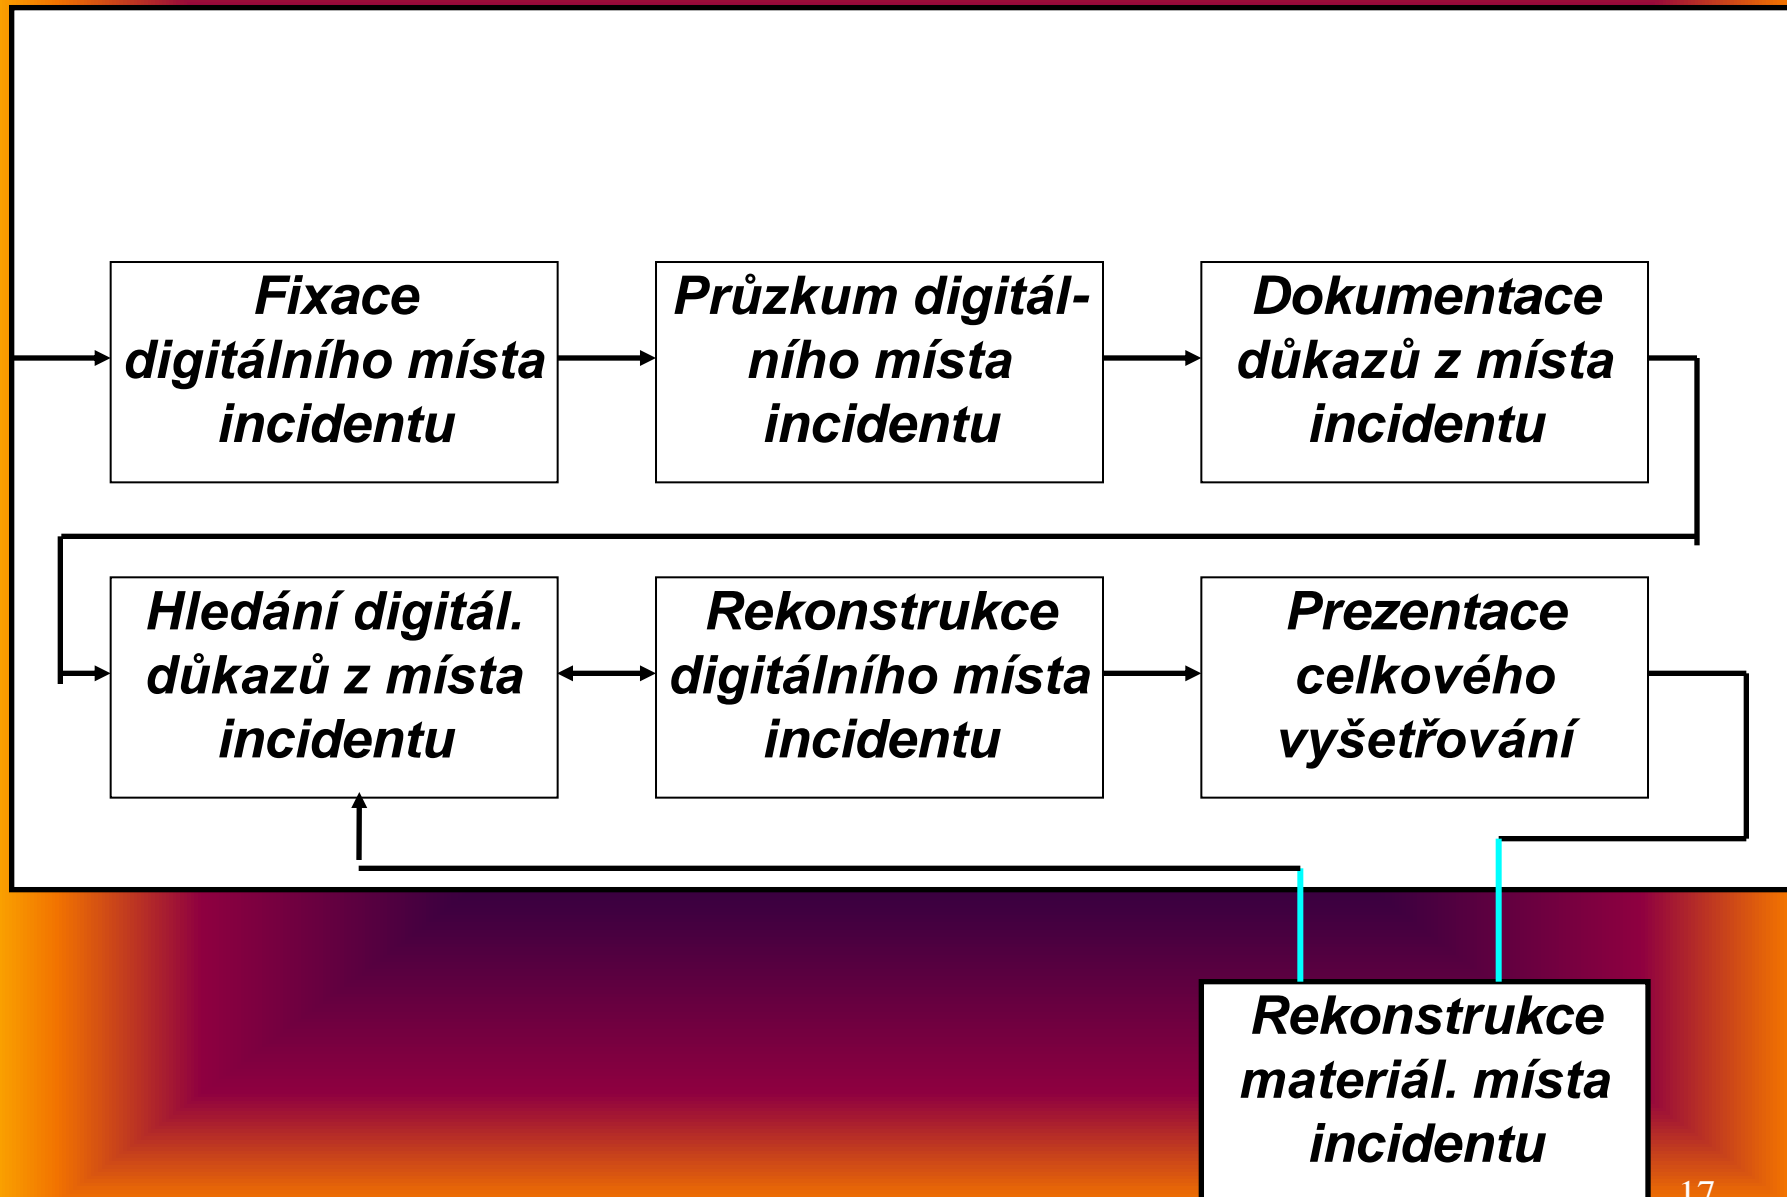 Fixace
digitálního místa
incidentu
Průzkum digitál-
ního místa
incidentu
Dokumentace
důkazů z místa
incidentu
Hledání digitál.
důkazů z místa
incidentu
Rekonstrukce
digitálního místa
incidentu
Prezentace
celkového
vyšetřování
Rekonstrukce
materiál. místa
incidentu
17